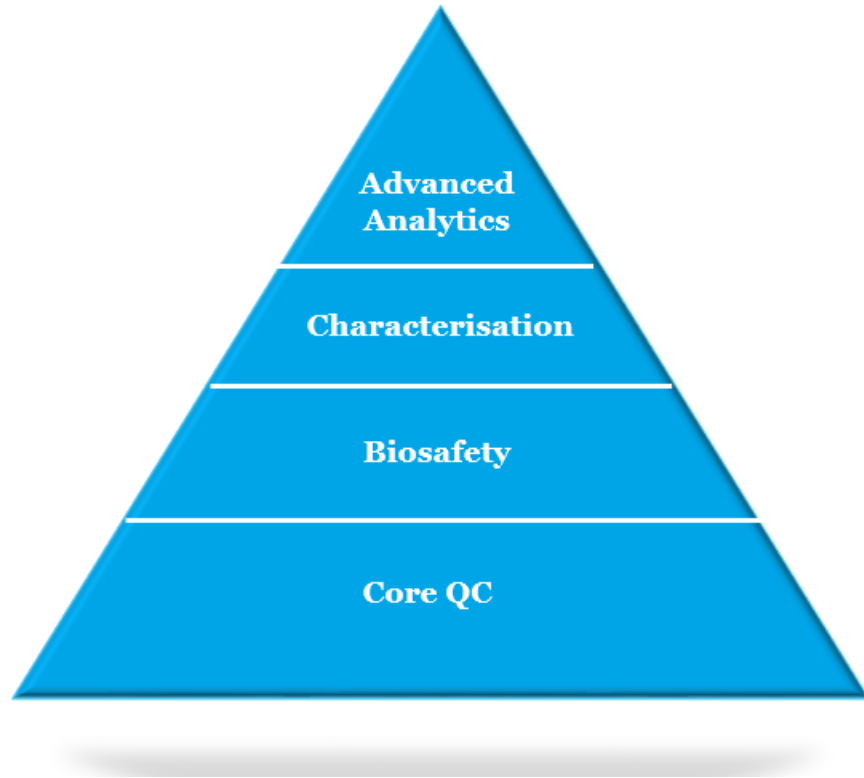 Advanced
Analytics
Characterisation
Biosafety
Core QC